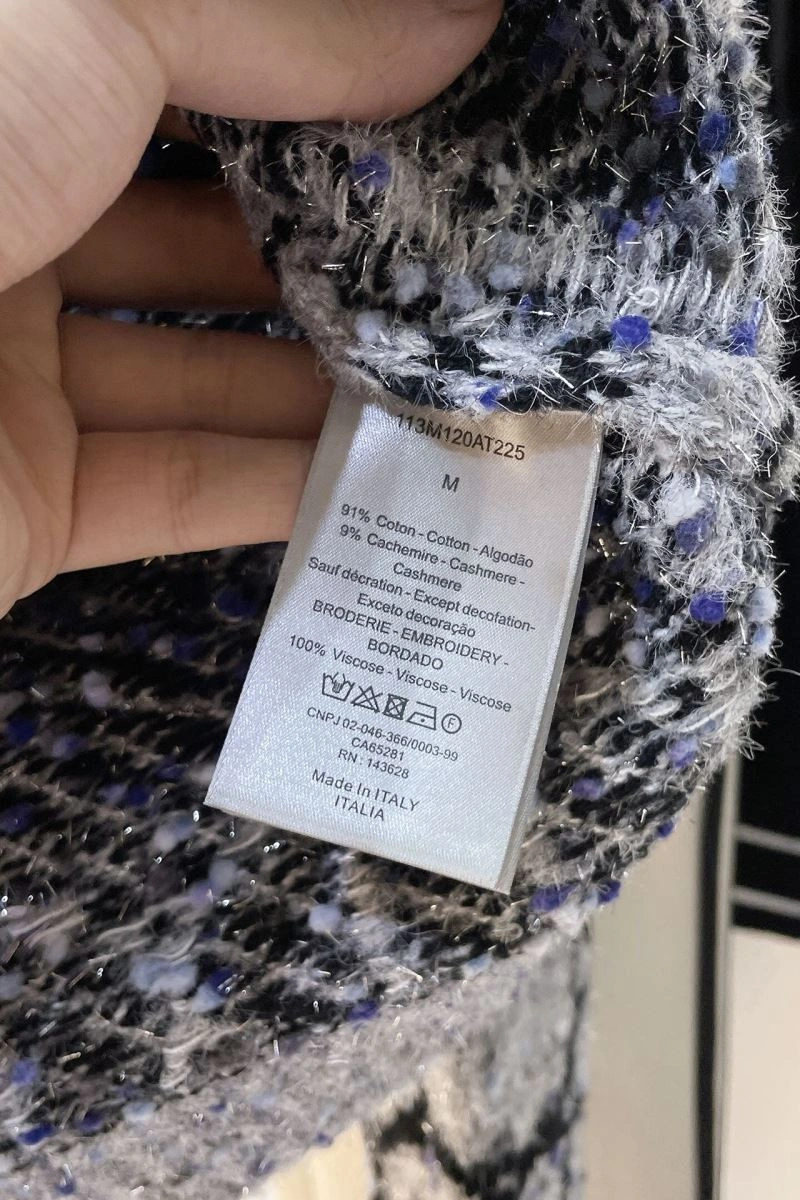 113M120AT225
M
91% Coton - Cotton - Algodão
9% Cachemire - Cashmere -
Cashmere
Sauf décration - Except decofation-
Exceto decoração
BRODERIE - EMBROIDERY -
BORDADO
100% Viscose - Viscose - Viscose
F
CNPJ 02-046-366/0003-99
CA65281
RN : 143628
Made In ITALY
ITALIA